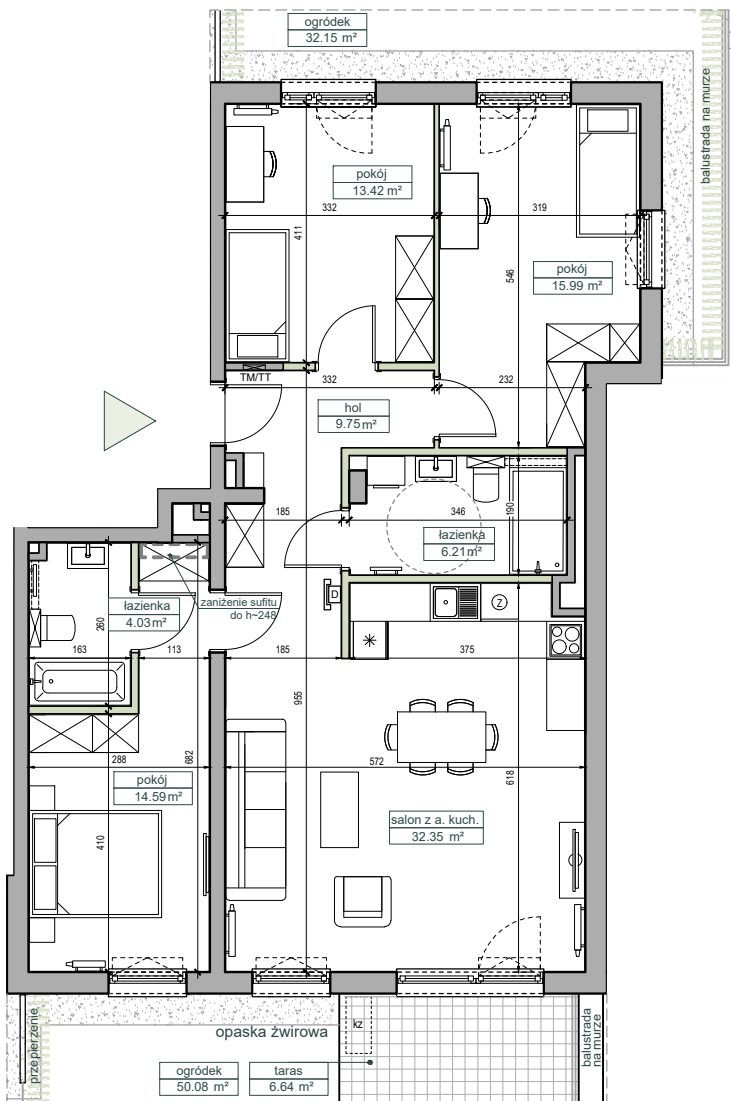 ogródek
32.15 m²
balustrada na murze
pokój
13.42 m²
332
319
411
546
pokój
15.99 m²
TM/TT
332
232
hol
9.75 m²
185
346
190
łazienka
6.21 m²
zaniżenie sufitu
do h~248
łazienka
4.03 m²
260
D
Z
163
113
185
375
955
682
288
572
618
pokój
14.59 m²
410
salon z a. kuch.
32.35 m²
przepierzenie
opaska żwirowa
kz
balustrada
na murze
ogródek
50.08 m²
taras
6.64 m²